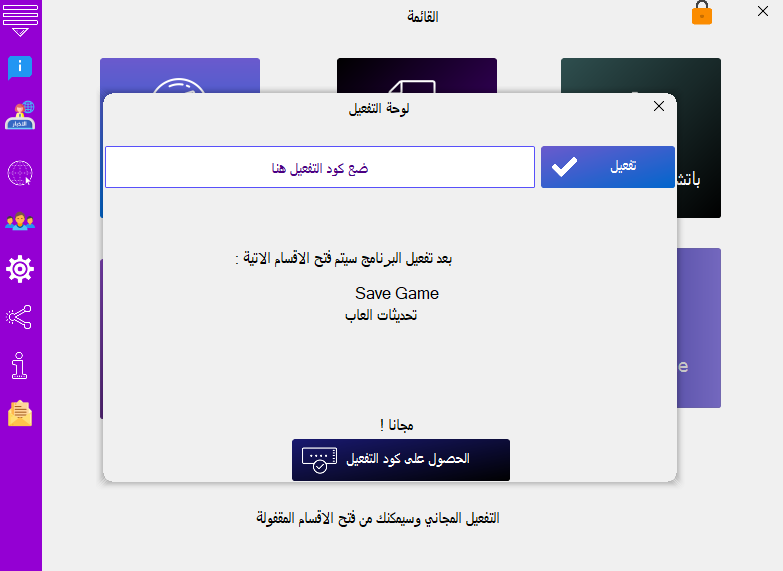 القائمة
لوحة التفعيل
ضع كود التفعيل هنا
تفعيل
بعد تفعيل البرنامج سيتم فتح الاقسام الاتية :
Save Game
تحديثات العاب
مجانا !
الحصول على كود التفعيل
التفعيل المجاني وسيمكنك من فتح الاقسام المقفولة